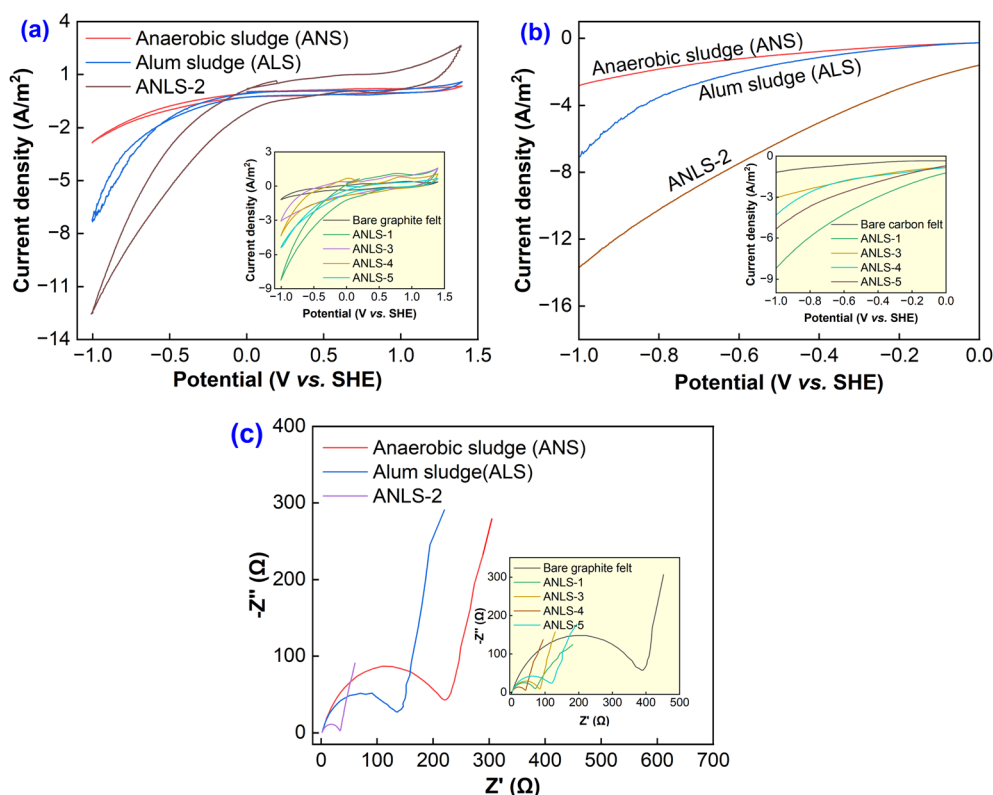 (a)
Anaerobic sludge (ANS)
Alum sludge (ALS)
ANLS-2
4
1
−2
−5
−8
−11
−14
Current density (A/m²)
−1.0
−0.5
0.0
0.5
1.0
1.5
Potential (V vs. SHE)
3
0
−3
−6
−9
Current density (A/m²)
Bare graphite felt
ANLS-1
ANLS-3
ANLS-4
ANLS-5
−1.0 −0.5 0.0 0.5 1.0 1.5
Potential (V vs. SHE)
(b)
0
−4
−8
−12
−16
Current density (A/m²)
Anaerobic sludge (ANS)
Alum sludge (ALS)
ANLS-2
−1.0
−0.8
−0.6
−0.4
−0.2
0.0
Potential (V vs. SHE)
0
−3
−6
−9
Current density (A/m²)
Bare carbon felt
ANLS-1
ANLS-3
ANLS-4
ANLS-5
−1.0 −0.8 −0.6 −0.4 −0.2 0.0
Potential (V vs. SHE)
(c)
400
300
200
100
0
-Z" (Ω)
Anaerobic sludge (ANS)
Alum sludge(ALS)
ANLS-2
0 100 200 300 400 500 600 700
Z' (Ω)
300
200
100
0
-Z" (Ω)
Bare graphite felt
ANLS-1
ANLS-3
ANLS-4
ANLS-5
0 100 200 300 400 500
Z' (Ω)